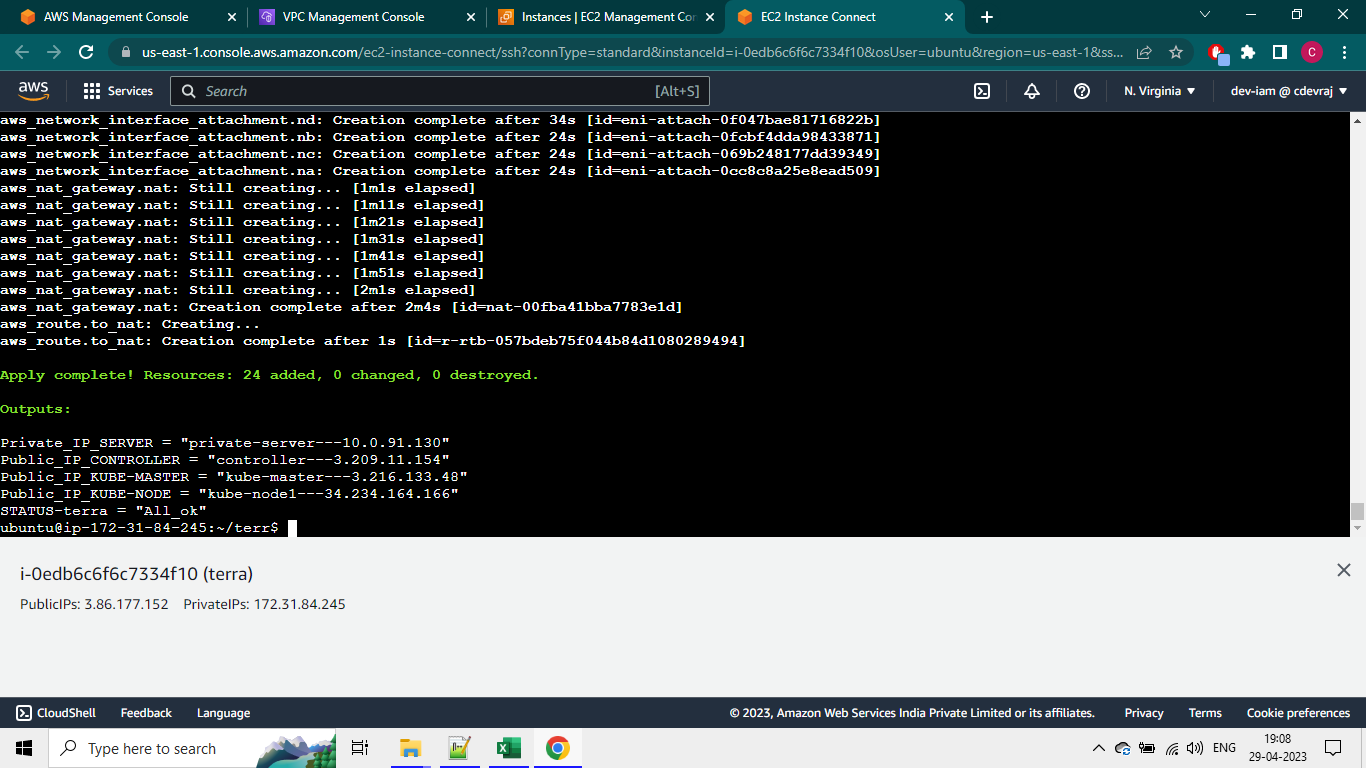 AWS Management Console
VPC Management Console
Instances | EC2 Management Con
EC2 Instance Connect
us-east-1.console.aws.amazon.com/ec2-instance-connect/ssh?connType=standard&instanceId=i-0edb6c6f6c7334f10&osUser=ubuntu&region=us-east-1&ss...
C
aws
Services
Search
[Alt+S]
N. Virginia
dev-iam @ cdevraj
aws_network_interface_attachment.nd: Creation complete after 34s [id=eni-attach-0f047bae81716822b]
aws_network_interface_attachment.nb: Creation complete after 24s [id=eni-attach-0fcbf4dda98433871]
aws_network_interface_attachment.nc: Creation complete after 24s [id=eni-attach-069b248177dd39349]
aws_network_interface_attachment.na: Creation complete after 24s [id=eni-attach-0cc8c8a25e8ead509]
aws_nat_gateway.nat: Still creating... [1m1s elapsed]
aws_nat_gateway.nat: Still creating... [1m11s elapsed]
aws_nat_gateway.nat: Still creating... [1m21s elapsed]
aws_nat_gateway.nat: Still creating... [1m31s elapsed]
aws_nat_gateway.nat: Still creating... [1m41s elapsed]
aws_nat_gateway.nat: Still creating... [1m51s elapsed]
aws_nat_gateway.nat: Still creating... [2m1s elapsed]
aws_nat_gateway.nat: Creation complete after 2m4s [id=nat-00fba41bba7783e1d]
aws_route.to_nat: Creating...
aws_route.to_nat: Creation complete after 1s [id=r-rtb-057bdeb75f044b84d1080289494]
Apply complete! Resources: 24 added, 0 changed, 0 destroyed.
Outputs:
Private_IP_SERVER = "private-server---10.0.91.130"
Public_IP_CONTROLLER = "controller---3.209.11.154"
Public_IP_KUBE-MASTER = "kube-master---3.216.133.48"
Public_IP_KUBE-NODE = "kube-node1---34.234.164.166"
STATUS-terra = "All_ok"
ubuntu@ip-172-31-84-245:~/terr$
i-0edb6c6f6c7334f10 (terra)
PublicIPs: 3.86.177.152 PrivateIPs: 172.31.84.245
CloudShell
Feedback
Language
© 2023, Amazon Web Services India Private Limited or its affiliates.
Privacy
Terms
Cookie preferences
Type here to search
ENG
19:08
29-04-2023